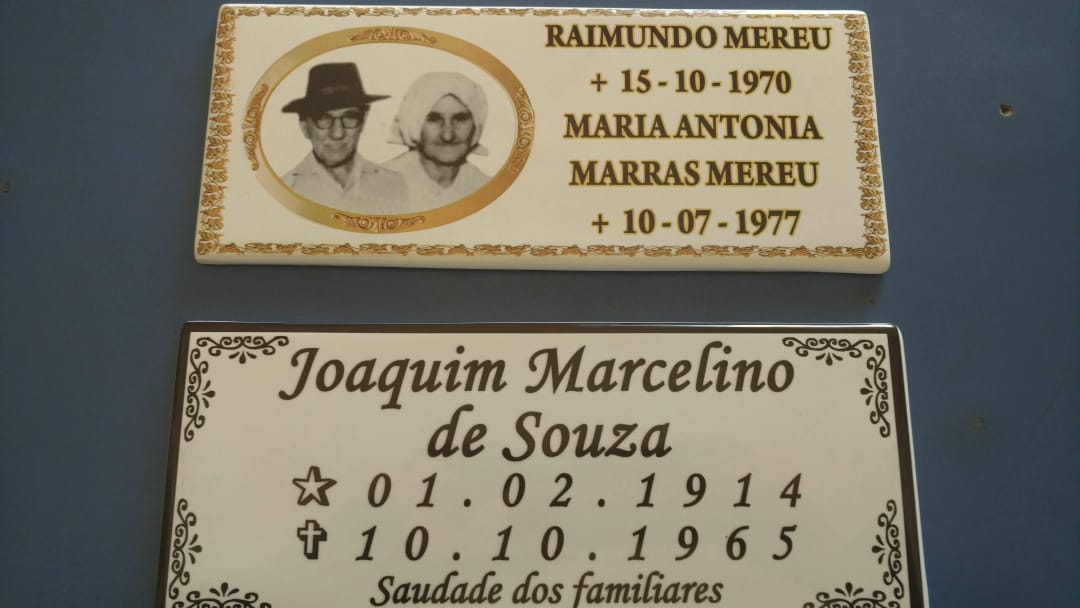 RAIMUNDO MEREU
+ 15 - 10 - 1970
MARIA ANTONIA
MARRAS MEREU
+ 10 - 07 - 1977
Joaquim Marcelino
de Souza
☆ 01.02.1914
✝ 10.10.1965
Saudade dos familiares